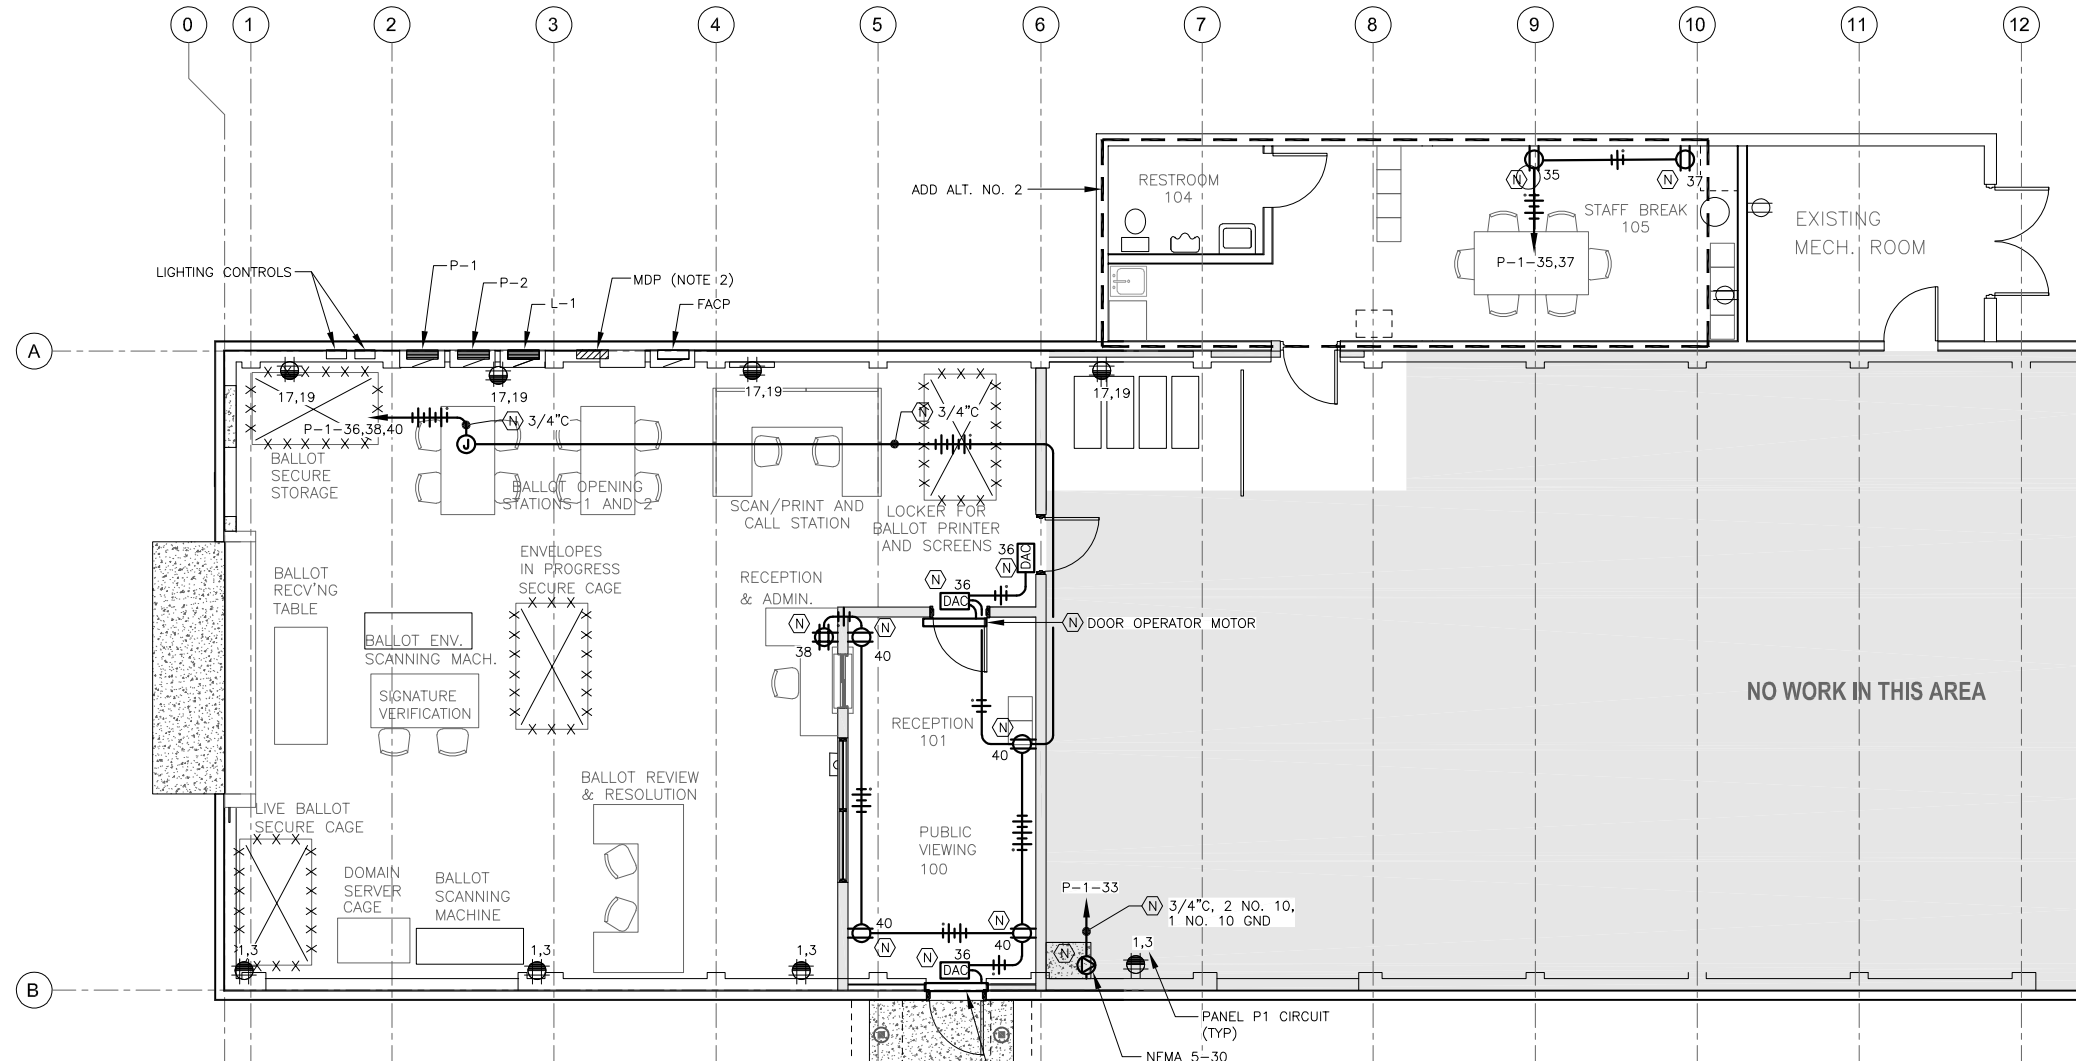 0
1
2
3
4
5
6
7
8
9
10
11
12
ADD ALT. NO. 2
RESTROOM
104
N
35
N
37
STAFF BREAK
105
P-1-35,37
EXISTING
MECH. ROOM
LIGHTING CONTROLS
P-1
P-2
L-1
MDP (NOTE 2)
FACP
A
17,19
17,19
17,19
17,19
P-1-36,38,40
N 3/4"C
J
N 3/4"C
BALLOT
SECURE
STORAGE
BALLOT OPENING
STATIONS 1 AND 2
SCAN/PRINT AND
CALL STATION
LOCKER FOR
BALLOT PRINTER
AND SCREENS
BALLOT
RECV'NG
TABLE
ENVELOPES
IN PROGRESS
SECURE CAGE
RECEPTION
& ADMIN.
36
DAC
N
N
36
DAC
N DOOR OPERATOR MOTOR
N
38
N
40
BALLOT ENV.
SCANNING MACH.
SIGNATURE
VERIFICATION
RECEPTION
101
N
40
NO WORK IN THIS AREA
BALLOT REVIEW
& RESOLUTION
LIVE BALLOT
SECURE CAGE
PUBLIC
VIEWING
100
DOMAIN
SERVER
CAGE
BALLOT
SCANNING
MACHINE
P-1-33
N 3/4"C, 2 NO. 10,
1 NO. 10 GND
40
N
N
40
N
36
DAC
N
1,3
1,3
1,3
1,3
B
PANEL P1 CIRCUIT
(TYP)
NEMA 5-30